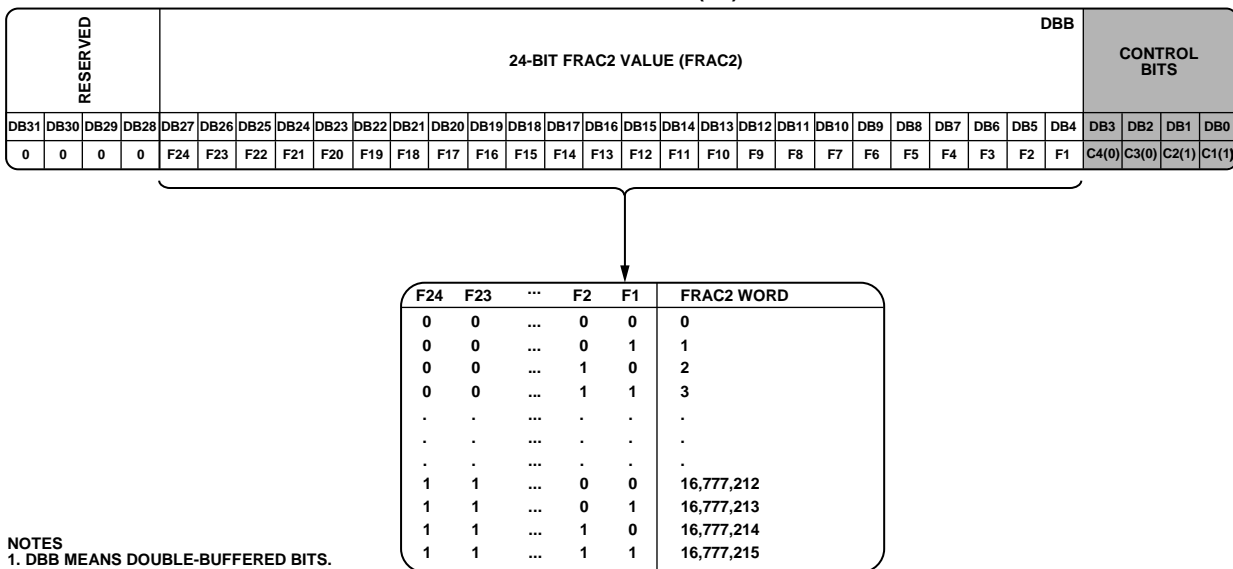 RESERVED
24-BIT FRAC2 VALUE (FRAC2)
DBB
CONTROL
BITS
DB31 DB30 DB29 DB28 DB27 DB26 DB25 DB24 DB23 DB22 DB21 DB20 DB19 DB18 DB17 DB16 DB15 DB14 DB13 DB12 DB11 DB10 DB9 DB8 DB7 DB6 DB5 DB4 DB3 DB2 DB1 DB0
0 0 0 0 F24 F23 F22 F21 F20 F19 F18 F17 F16 F15 F14 F13 F12 F11 F10 F9 F8 F7 F6 F5 F4 F3 F2 F1 C4(0) C3(0) C2(1) C1(1)
F24 F23 ... F2 F1 FRAC2 WORD
0 0 ... 0 0 0
0 0 ... 0 1 1
0 0 ... 1 0 2
0 0 ... 1 1 3
. . ... . . .
. . ... . . .
. . ... . . .
1 1 ... 0 0 16,777,212
1 1 ... 0 1 16,777,213
1 1 ... 1 0 16,777,214
1 1 ... 1 1 16,777,215
NOTES
1. DBB MEANS DOUBLE-BUFFERED BITS.